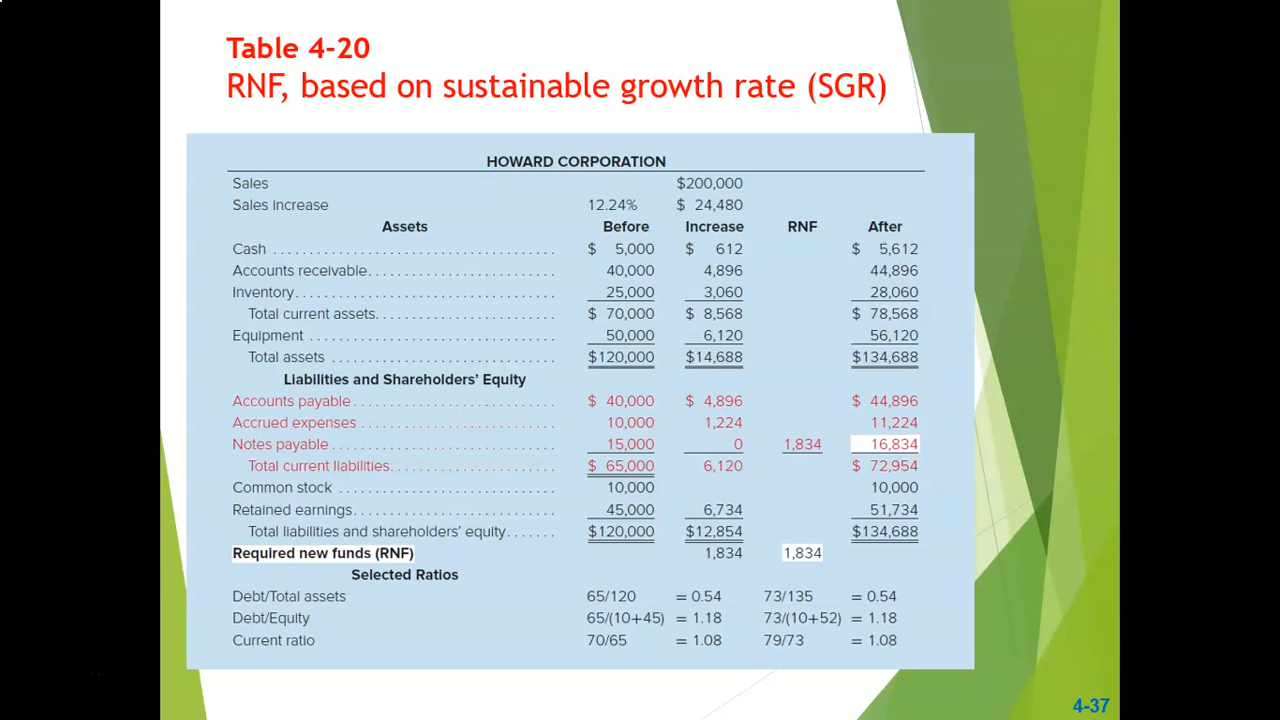 Table 4-20
RNF, based on sustainable growth rate (SGR)
HOWARD CORPORATION
Sales $200,000
Sales increase 12.24% $ 24,480
Assets Before Increase RNF After
Cash $ 5,000 $ 612 $ 5,612
Accounts receivable 40,000 4,896 44,896
Inventory 25,000 3,060 28,060
Total current assets $ 70,000 $ 8,568 $ 78,568
Equipment 50,000 6,120 56,120
Total assets $120,000 $14,688 $134,688
Liabilities and Shareholders' Equity
Accounts payable $ 40,000 $ 4,896 $ 44,896
Accrued expenses 10,000 1,224 11,224
Notes payable 15,000 0 1,834 16,834
Total current liabilities $ 65,000 6,120 $ 72,954
Common stock 10,000 10,000
Retained earnings 45,000 6,734 51,734
Total liabilities and shareholders' equity $120,000 $12,854 $134,688
Required new funds (RNF) 1,834 1,834
Selected Ratios
Debt/Total assets 65/120 = 0.54 73/135 = 0.54
Debt/Equity 65/(10+45) = 1.18 73/(10+52) = 1.18
Current ratio 70/65 = 1.08 79/73 = 1.08
4-37